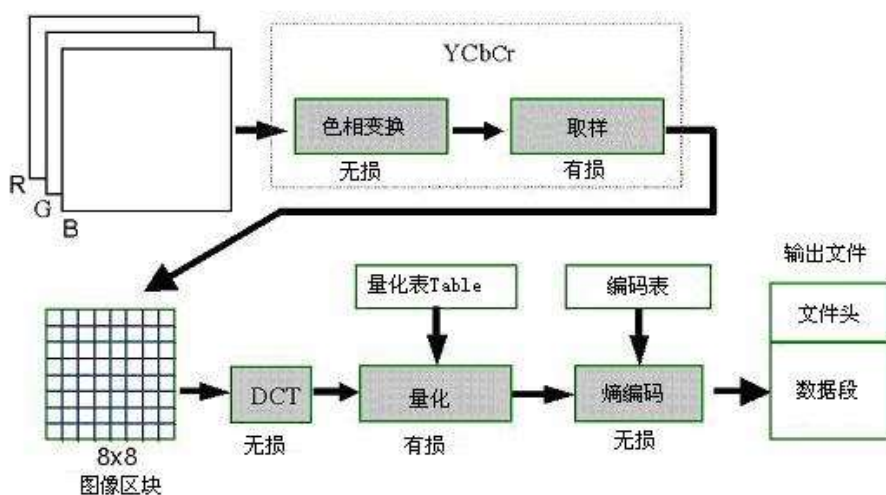 YCbCr
色相变换
取样
无损
有损
R
G
B
输出文件
量化表Table
编码表
文件头
DCT
量化
熵编码
数据段
无损
有损
无损
8x8
图像区块